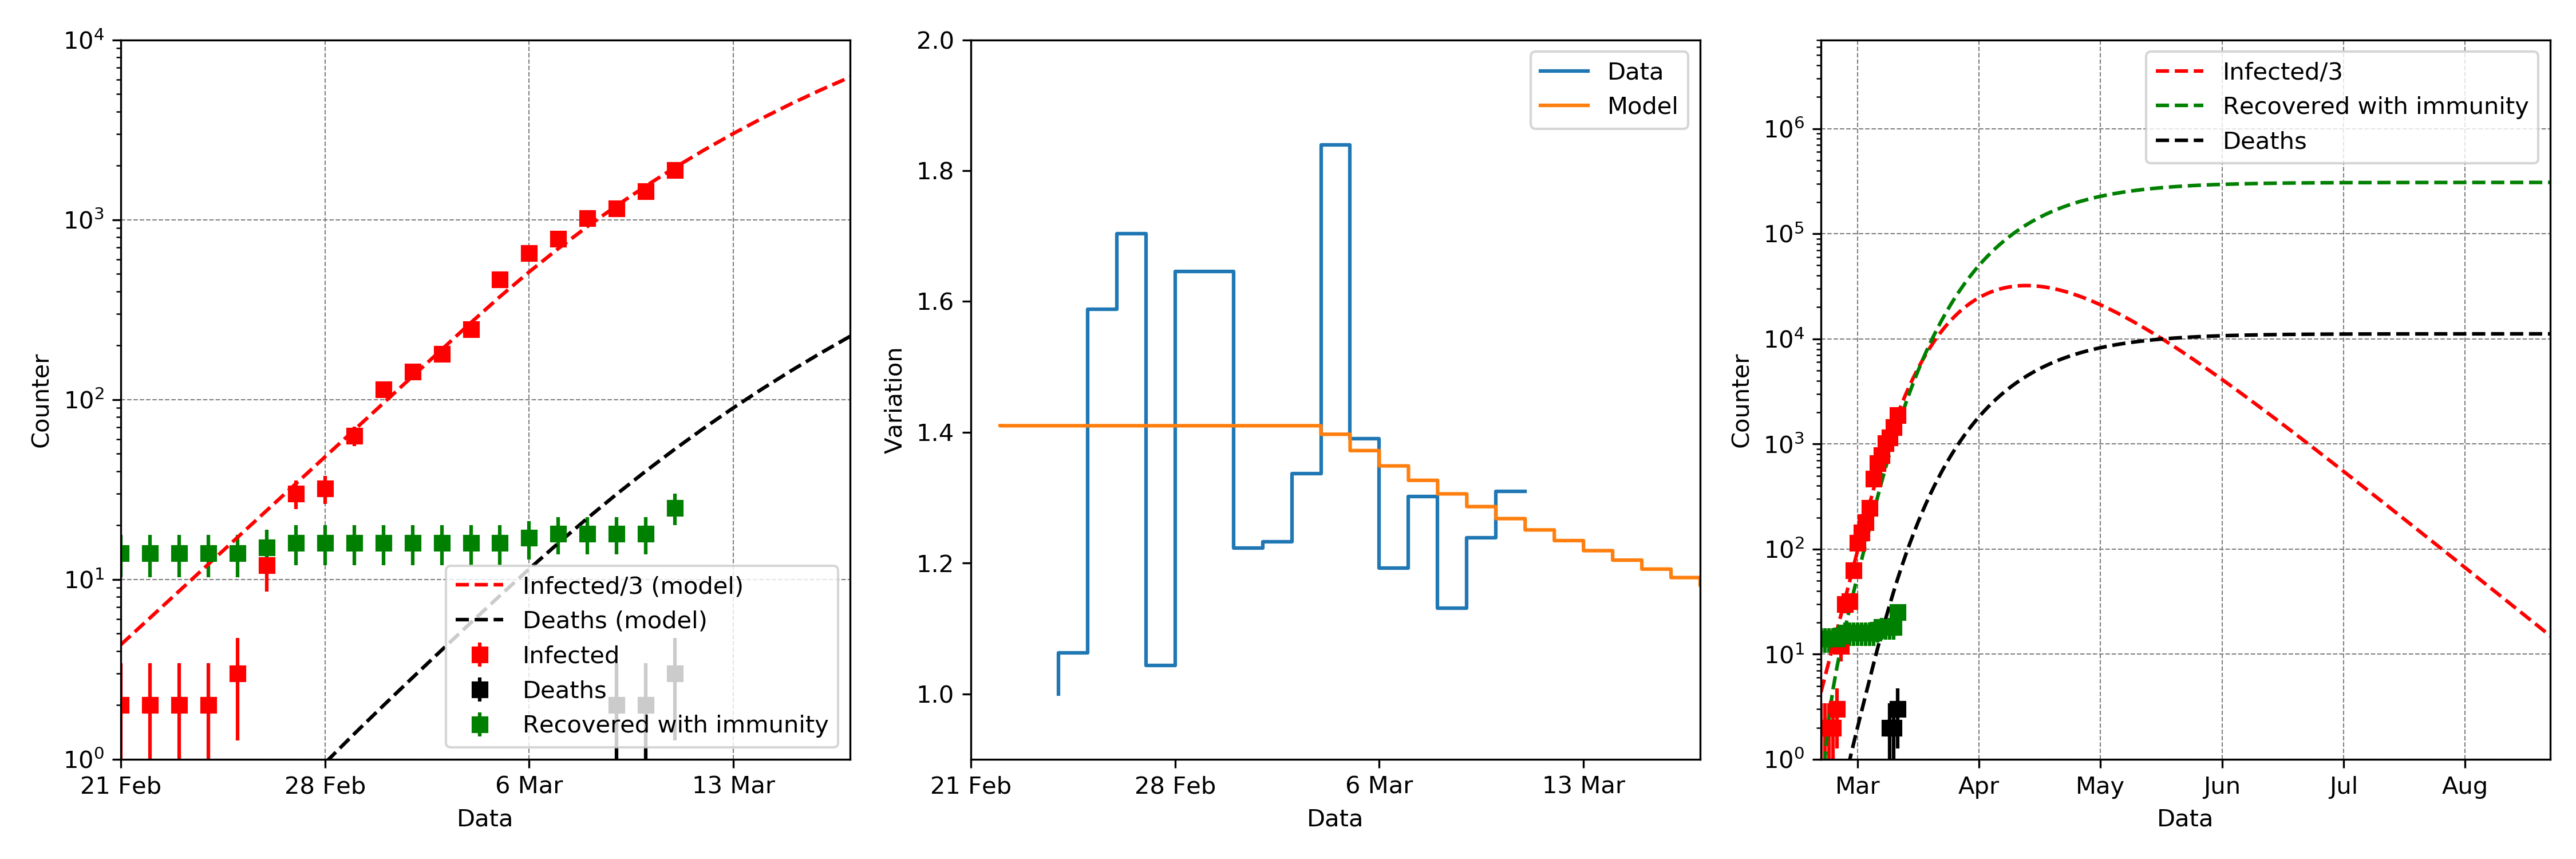 10^4
10^3
10^2
10^1
10^0
Counter
21 Feb
28 Feb
6 Mar
13 Mar
Data
Infected/3 (model)
Deaths (model)
Infected
Deaths
Recovered with immunity
2.0
1.8
1.6
1.4
1.2
1.0
Variation
21 Feb
28 Feb
6 Mar
13 Mar
Data
Data
Model
10^6
10^5
10^4
10^3
10^2
10^1
10^0
Counter
Mar
Apr
May
Jun
Jul
Aug
Data
Infected/3
Recovered with immunity
Deaths